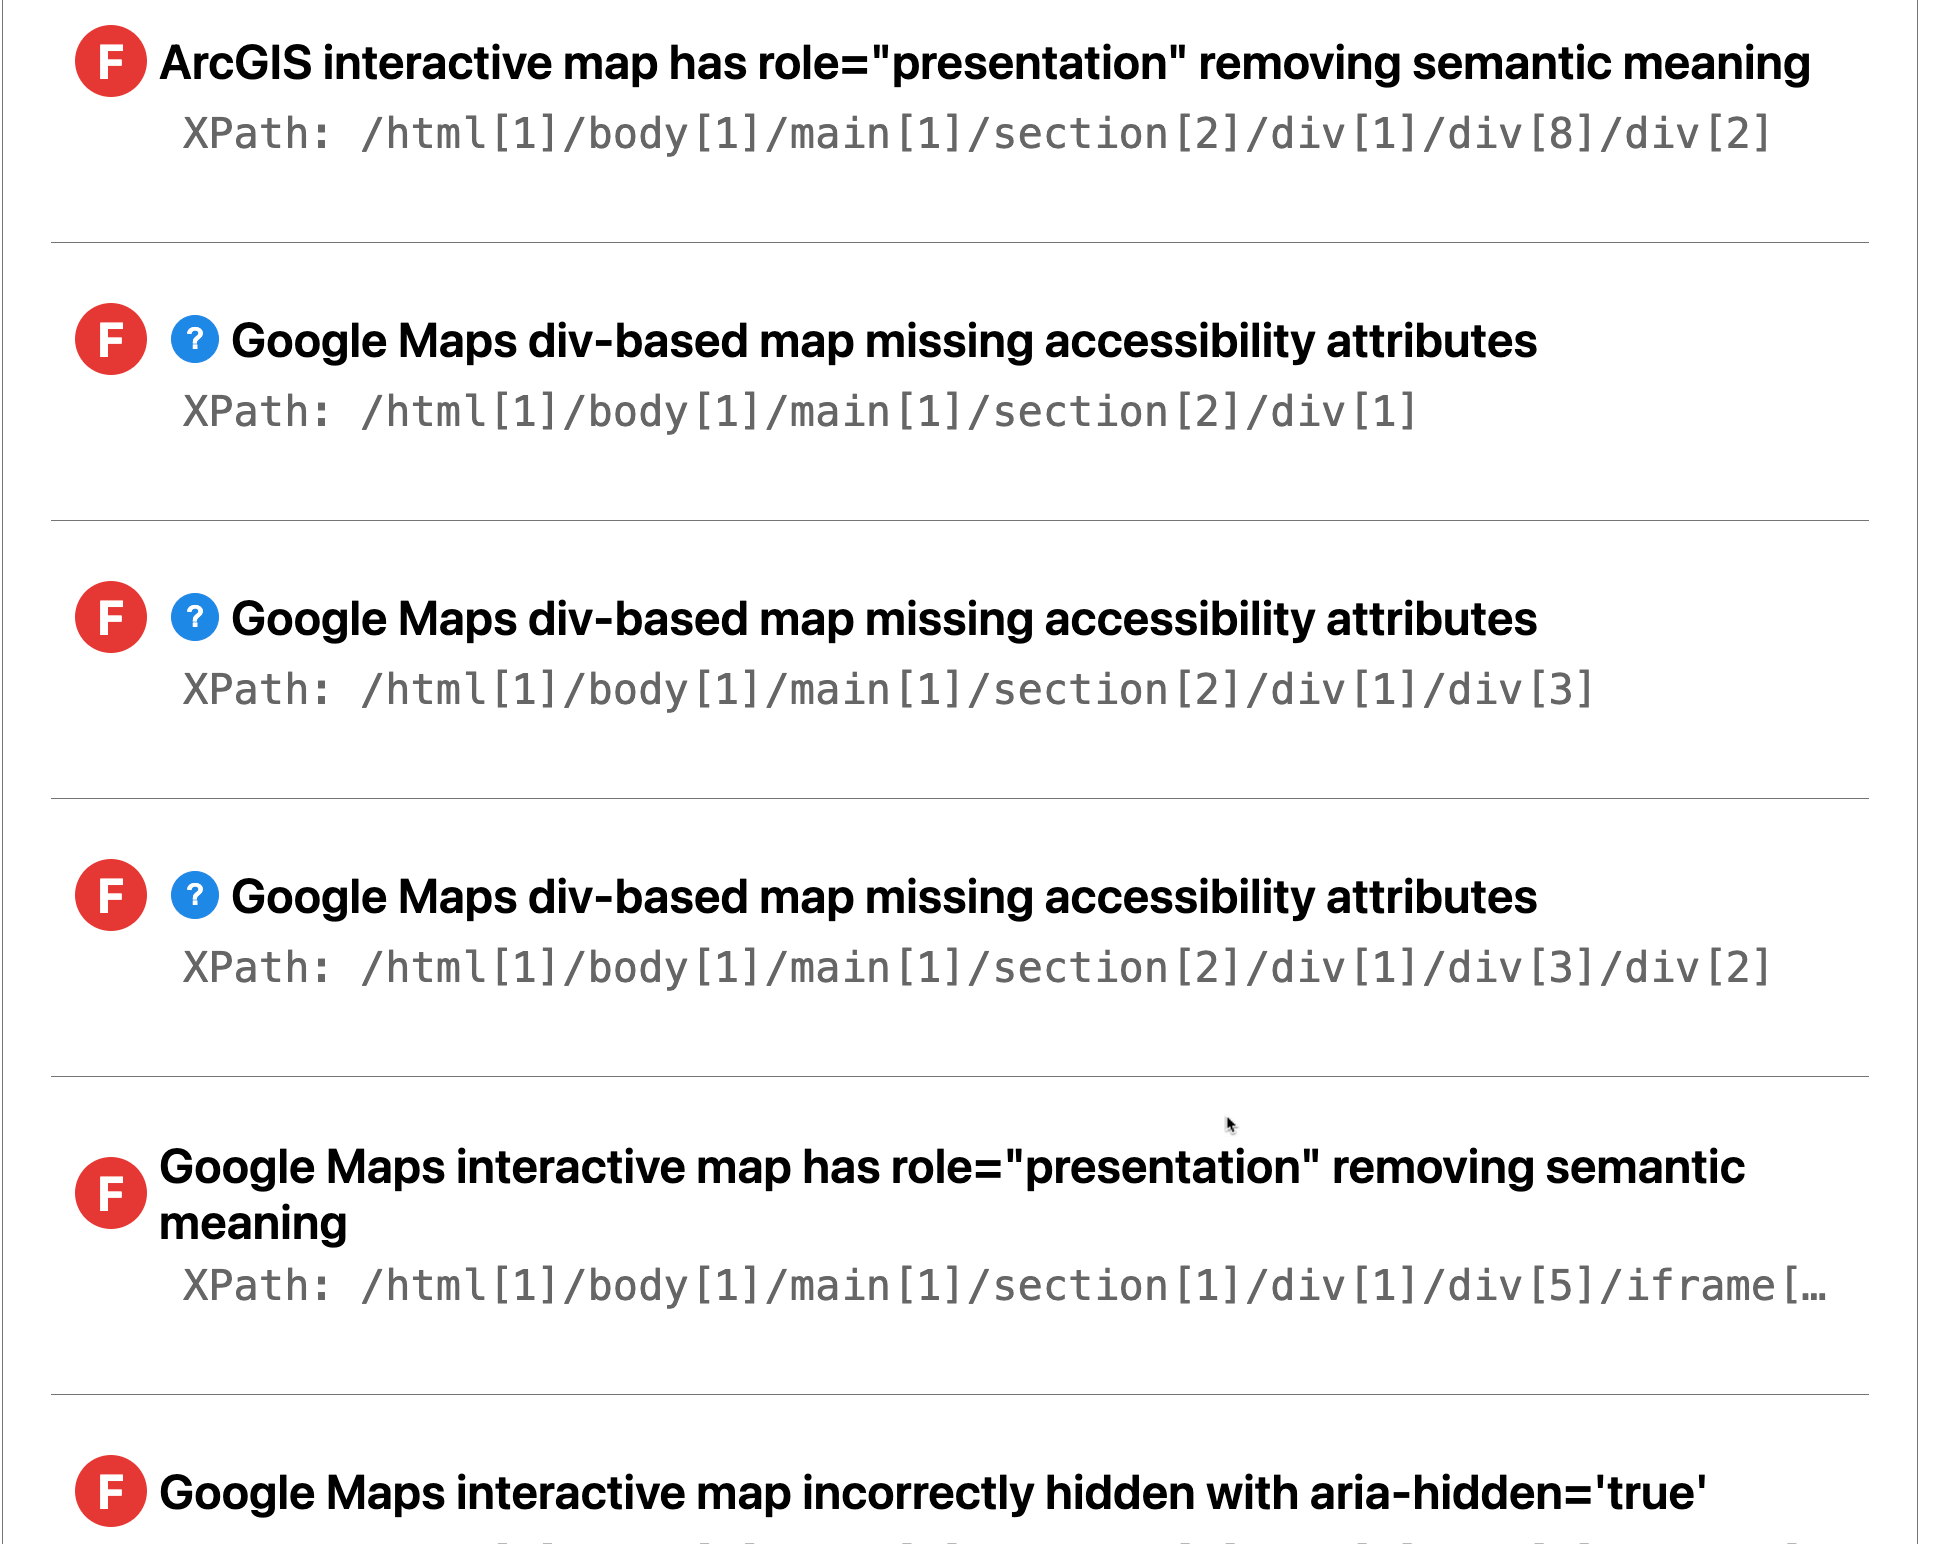 F ArcGIS interactive map has role="presentation" removing semantic meaning
XPath: /html[1]/body[1]/main[1]/section[2]/div[1]/div[8]/div[2]
F ? Google Maps div-based map missing accessibility attributes
XPath: /html[1]/body[1]/main[1]/section[2]/div[1]
F ? Google Maps div-based map missing accessibility attributes
XPath: /html[1]/body[1]/main[1]/section[2]/div[1]/div[3]
F ? Google Maps div-based map missing accessibility attributes
XPath: /html[1]/body[1]/main[1]/section[2]/div[1]/div[3]/div[2]
F Google Maps interactive map has role="presentation" removing semantic
meaning
XPath: /html[1]/body[1]/main[1]/section[1]/div[1]/div[5]/iframe[…
F Google Maps interactive map incorrectly hidden with aria-hidden='true'